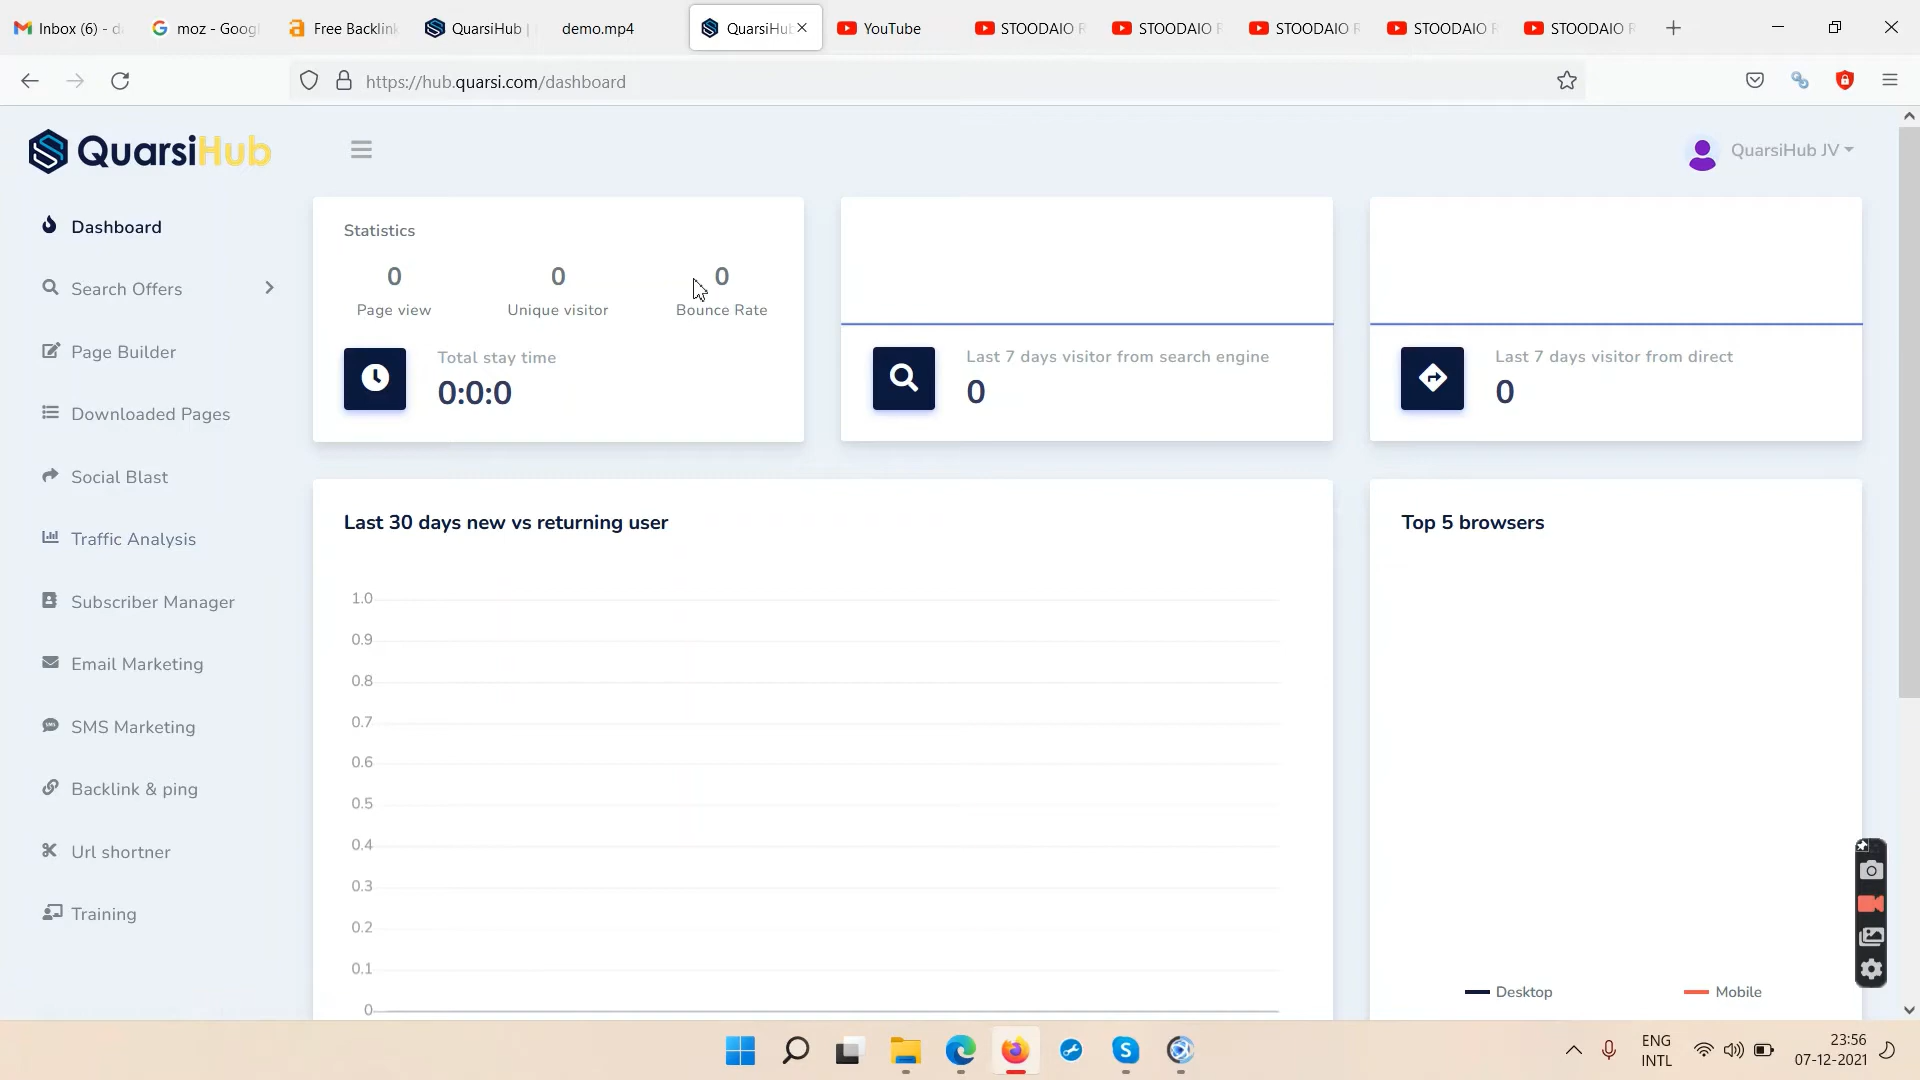 Inbox (6) - d
moz - Googl
Free Backlink
QuarsiHub |
demo.mp4
QuarsiHub
YouTube
STOODAIO R
STOODAIO R
STOODAIO R
STOODAIO R
STOODAIO R
https://hub.quarsi.com/dashboard
QuarsiHub
QuarsiHub JV
Dashboard
Search Offers
Page Builder
Downloaded Pages
Social Blast
Traffic Analysis
Subscriber Manager
Email Marketing
SMS Marketing
Backlink & ping
Url shortner
Training
Statistics
0 0 0
Page view Unique visitor Bounce Rate
Total stay time
0:0:0
Last 7 days visitor from search engine
0
Last 7 days visitor from direct
0
Last 30 days new vs returning user
1.0
0.9
0.8
0.7
0.6
0.5
0.4
0.3
0.2
0.1
0
Top 5 browsers
Desktop Mobile
ENG
INTL
23:56
07-12-2021